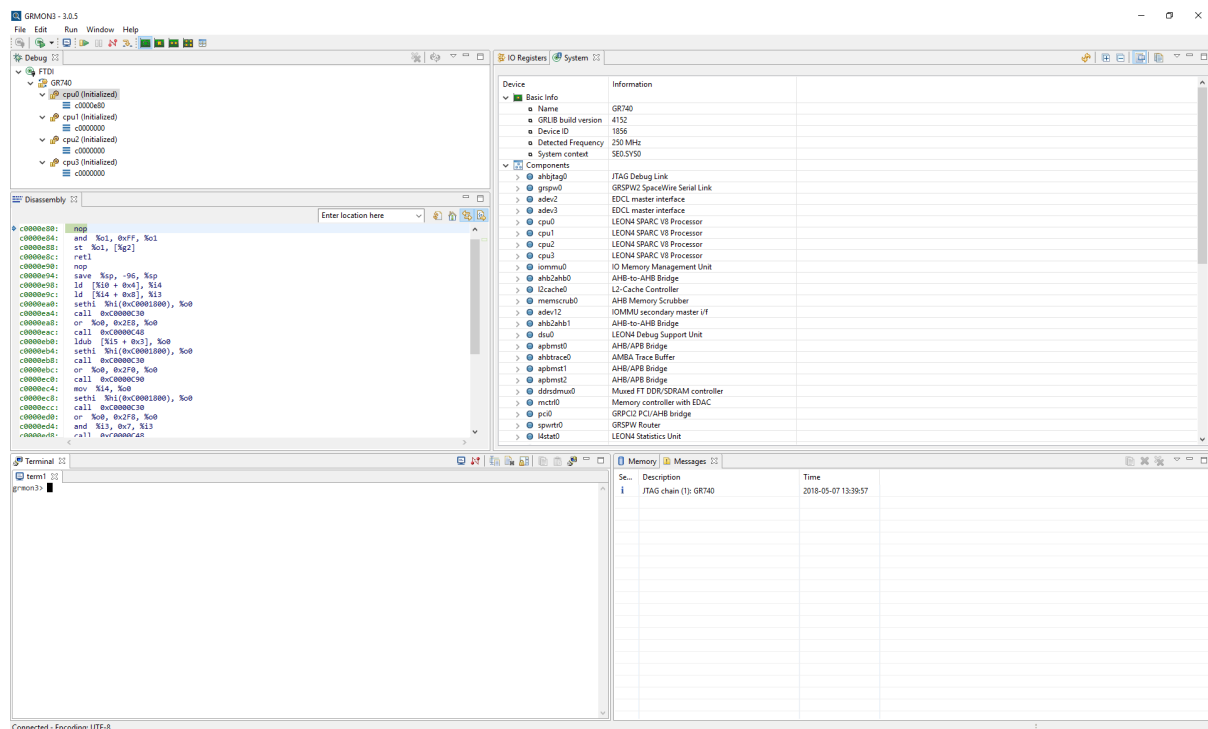 GRMON3 - 3.0.5
File Edit Run Window Help
Debug
FTDI
GR740
cpu0 (Initialized)
c0000e80
cpu1 (Initialized)
c0000000
cpu2 (Initialized)
c0000000
cpu3 (Initialized)
c0000000
Disassembly
Enter location here
c0000e80: nop
c0000e84: and %o1, 0xFF, %o1
c0000e88: st %o1, [%g2]
c0000e8c: retl
c0000e90: nop
c0000e94: save %sp, -96, %sp
c0000e98: ld [%i0 + 0x4], %i4
c0000e9c: ld [%i4 + 0x8], %i3
c0000ea0: sethi %hi(0xC0001800), %o0
c0000ea4: call 0xC0000C30
c0000ea8: or %o0, 0x2E8, %o0
c0000eac: call 0xC0000C48
c0000eb0: ldub [%i5 + 0x3], %o0
c0000eb4: sethi %hi(0xC0001800), %o0
c0000eb8: call 0xC0000C30
c0000ebc: or %o0, 0x2F0, %o0
c0000ec0: call 0xC0000C90
c0000ec4: mov %i4, %o0
c0000ec8: sethi %hi(0xC0001800), %o0
c0000ecc: call 0xC0000C30
c0000ed0: or %o0, 0x2F8, %o0
c0000ed4: and %i3, 0x7, %i3
c0000ed8: call 0xC0000C48
IO Registers System
Device Information
Basic Info
Name GR740
GRLIB build version 4152
Device ID 1856
Detected Frequency 250 MHz
System context SE0.SYS0
Components
ahbjtag0 JTAG Debug Link
grspw0 GRSPW2 SpaceWire Serial Link
adev2 EDCL master interface
adev3 EDCL master interface
cpu0 LEON4 SPARC V8 Processor
cpu1 LEON4 SPARC V8 Processor
cpu2 LEON4 SPARC V8 Processor
cpu3 LEON4 SPARC V8 Processor
iommu0 IO Memory Management Unit
ahb2ahb0 AHB-to-AHB Bridge
l2cache0 L2-Cache Controller
memscrub0 AHB Memory Scrubber
adev12 IOMMU secondary master i/f
ahb2ahb1 AHB-to-AHB Bridge
dsu0 LEON4 Debug Support Unit
apbmst0 AHB/APB Bridge
ahbtrace0 AMBA Trace Buffer
apbmst1 AHB/APB Bridge
apbmst2 AHB/APB Bridge
ddrsdmux0 Muxed FT DDR/SDRAM controller
mctrl0 Memory controller with EDAC
pci0 GRPCI2 PCI/AHB bridge
spwrtr0 GRSPW Router
l4stat0 LEON4 Statistics Unit
Terminal
term1
grmon3>
Memory Messages
Se... Description Time
i JTAG chain (1): GR740 2018-05-07 13:39:57
Connected - Encoding: UTF-8